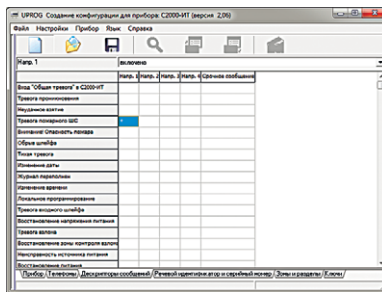 UPROG Создание конфигурации для прибора: С2000-ИТ (версия 2,06)
Файл Настройки Прибор Язык Справка
Напр. 1 включено
Напр. 1 Напр. 2 Напр. 3 Напр. 4 Срочное сообщение
Вход "Общая тревога" в С2000-ИТ
Тревога проникновения
Неудачное взятие
Тревога пожарного ШС +
Внимание! Опасность пожара
Обрыв шлейфа
Тихая тревога
Изменение даты
Журнал переполнен
Изменение времени
Локальное программирование
Тревога входного шлейфа
Восстановление напряжения питания
Тревога взлома
Восстановление зоны контроля взлома
Неисправность источника питания
Восстановление питания
Прибор Телефоны Дескрипторы сообщений Речевой идентификатор и серийный номер Зоны и разделы Ключи